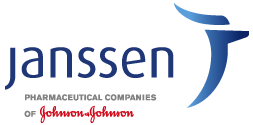 janssen
PHARMACEUTICAL COMPANIES
OF Johnson & Johnson